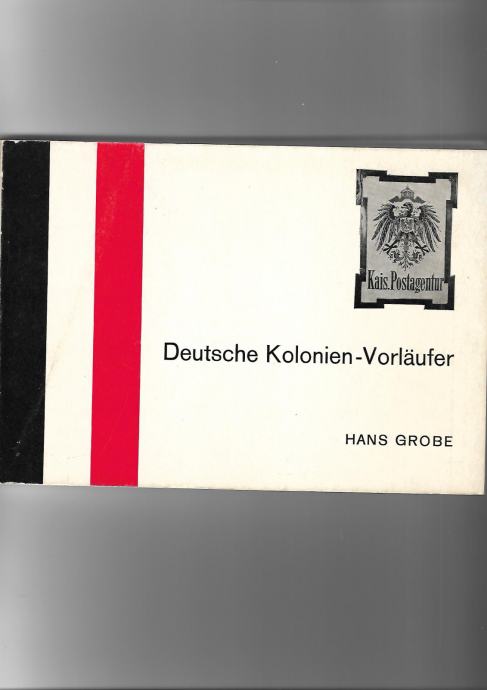 Kais. Postagentur
Deutsche Kolonien-Vorläufer
HANS GROBE